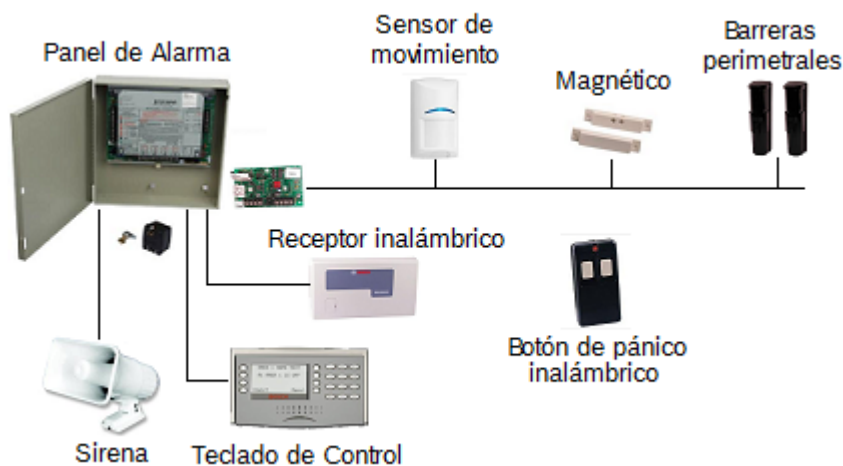 Sensor de
movimiento
Panel de Alarma
Barreras
perimetrales
Magnético
Receptor inalámbrico
Botón de pánico
inalámbrico
Sirena
Teclado de Control